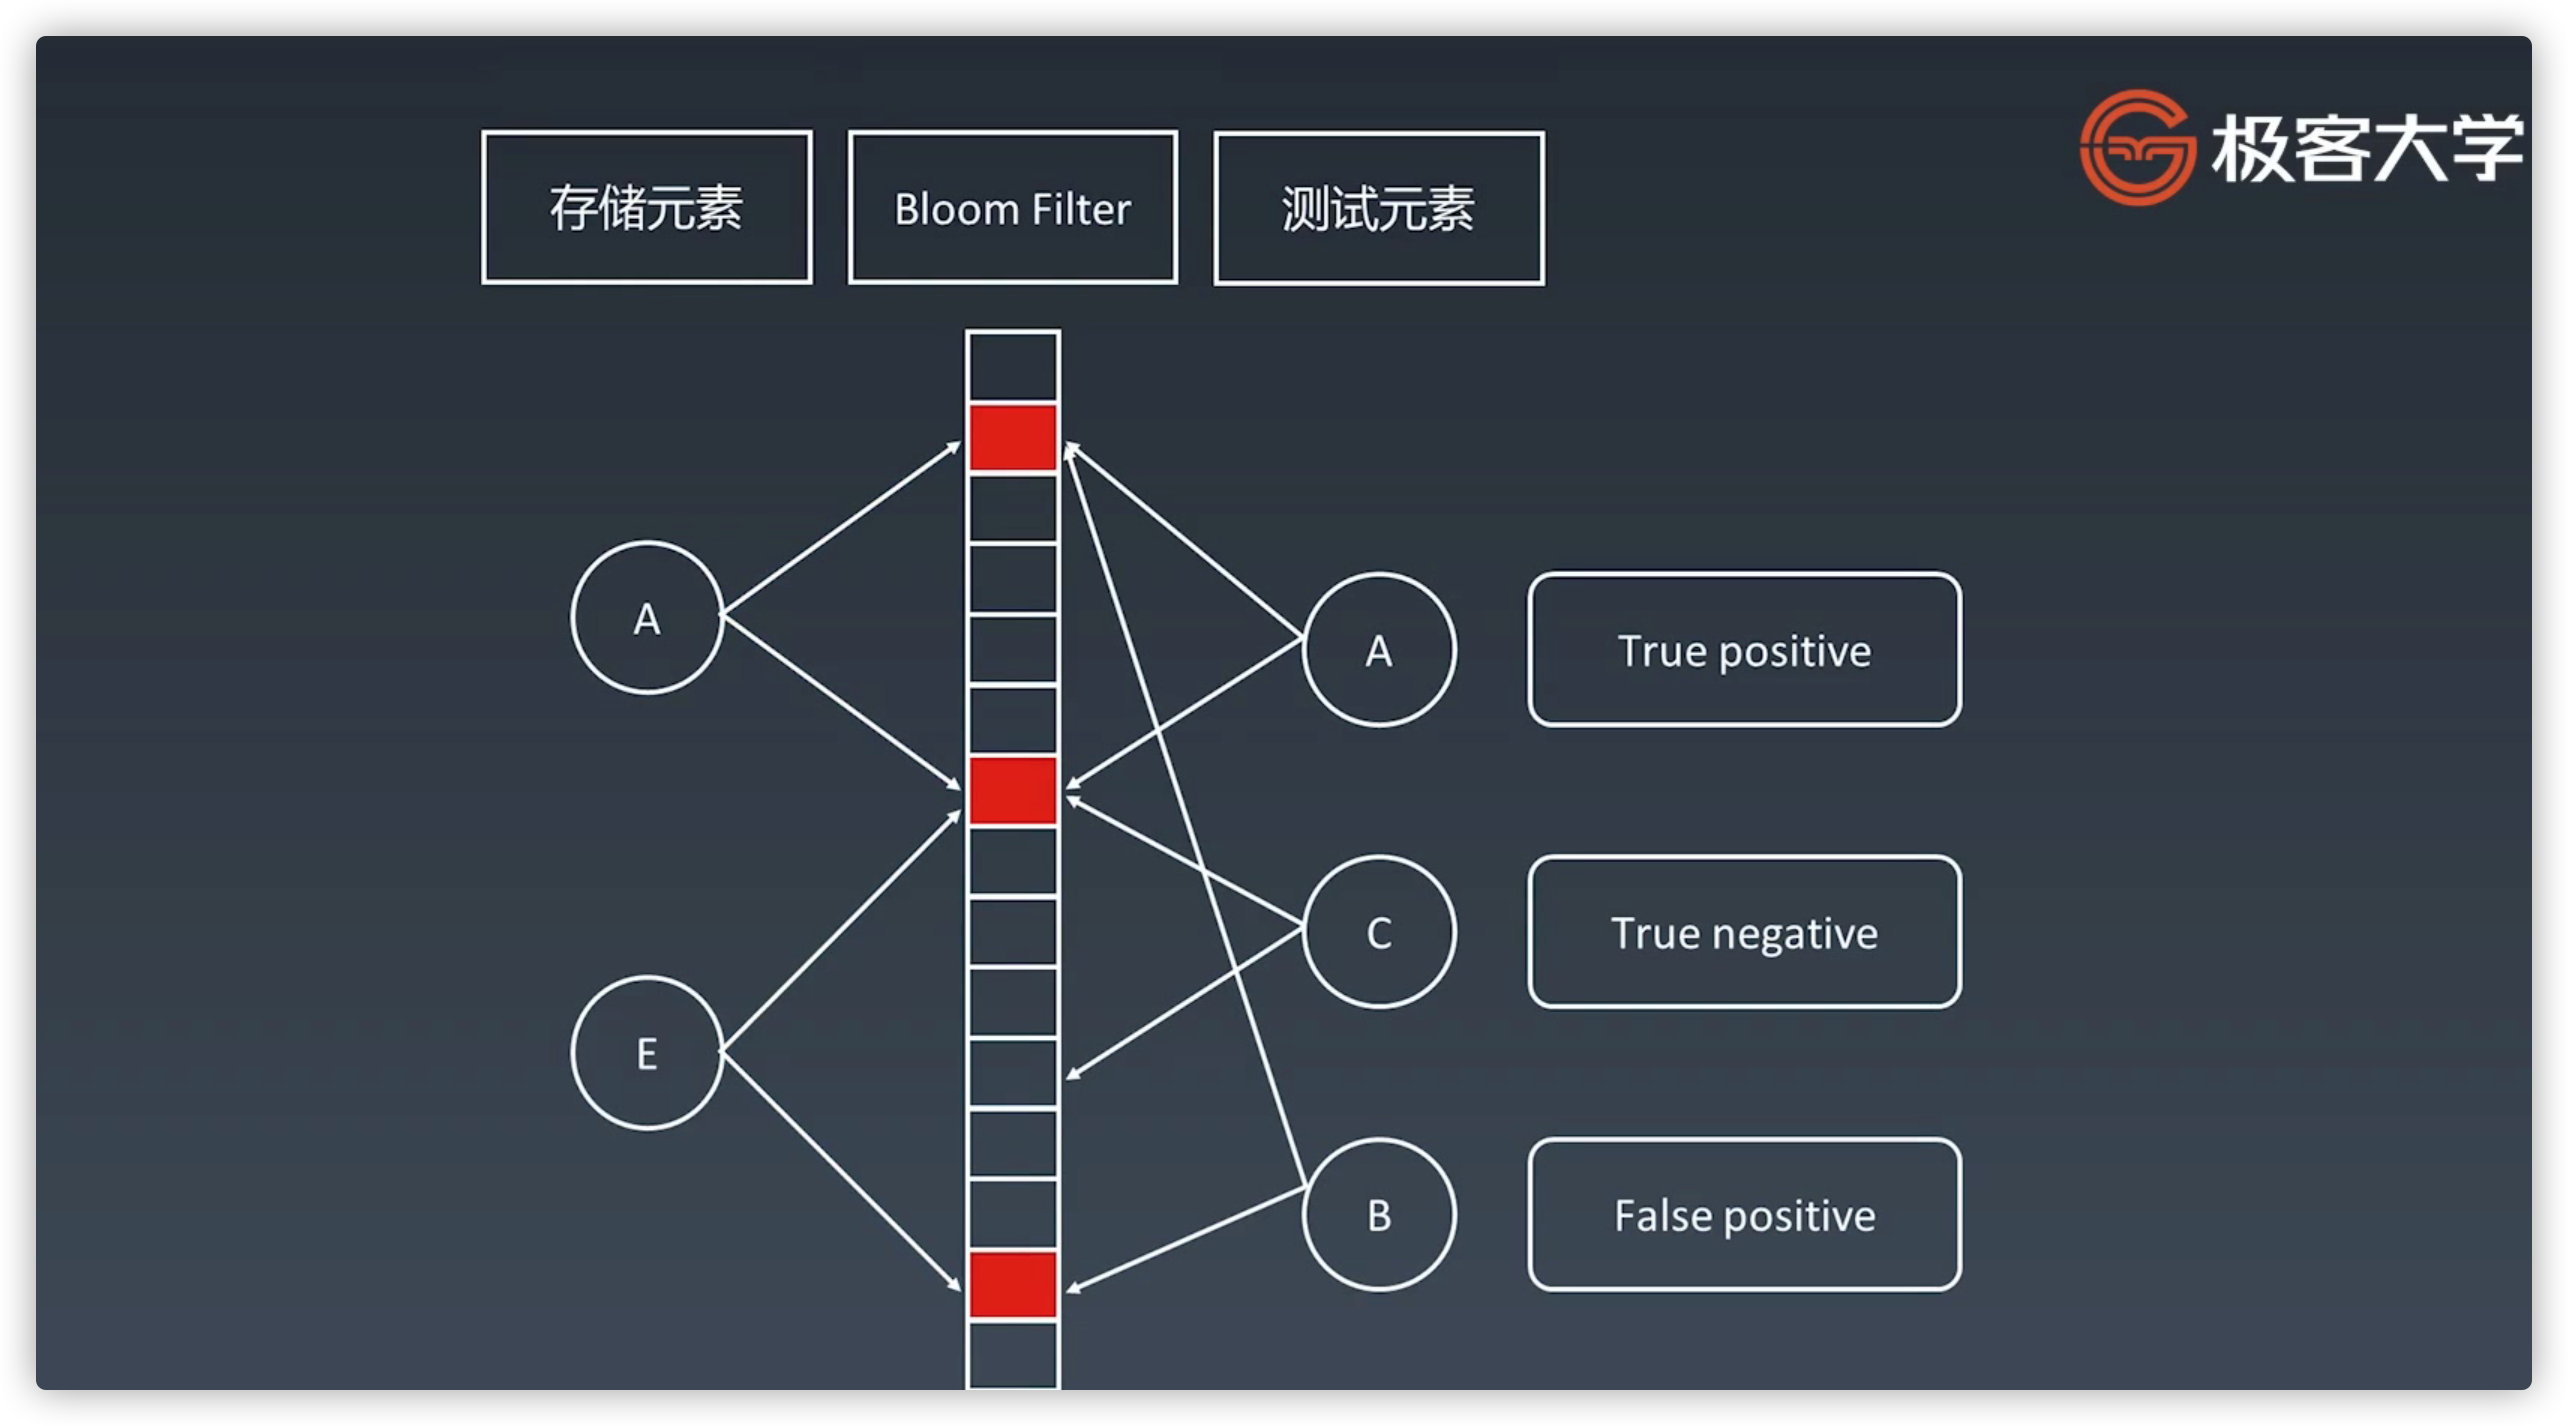 极客大学
存储元素
Bloom Filter
测试元素
A
A
True positive
C
True negative
E
B
False positive